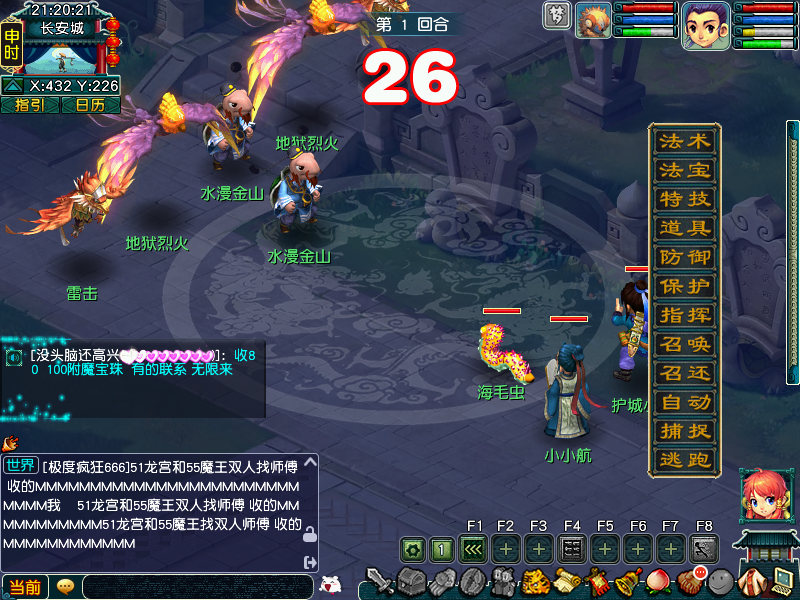 21:20:21
申时
长安城
X:432 Y:226
指引 日历
第 1 回合
26
梦
地狱烈火
水漫金山
地狱烈火
水漫金山
雷击
海毛虫
小小航
护城小
法术
法宝
特技
道具
防御
保护
指挥
召唤
召还
自动
捕捉
逃跑
[没头脑还高兴]：收8
0 100附魔宝珠 有的联系 无限来
世界 [极度疯狂666]51龙宫和55魔王双人找师傅
收的MMMMMMMMMMMMMMMMMMMMMMM
MMMMM我 51龙宫和55魔王双人找师傅 收的MM
MMMMMMMMMM51龙宫和55魔王找双人师傅 收的
MMMMMMMMMMMM
当前
F1 F2 F3 F4 F5 F6 F7 F8
1